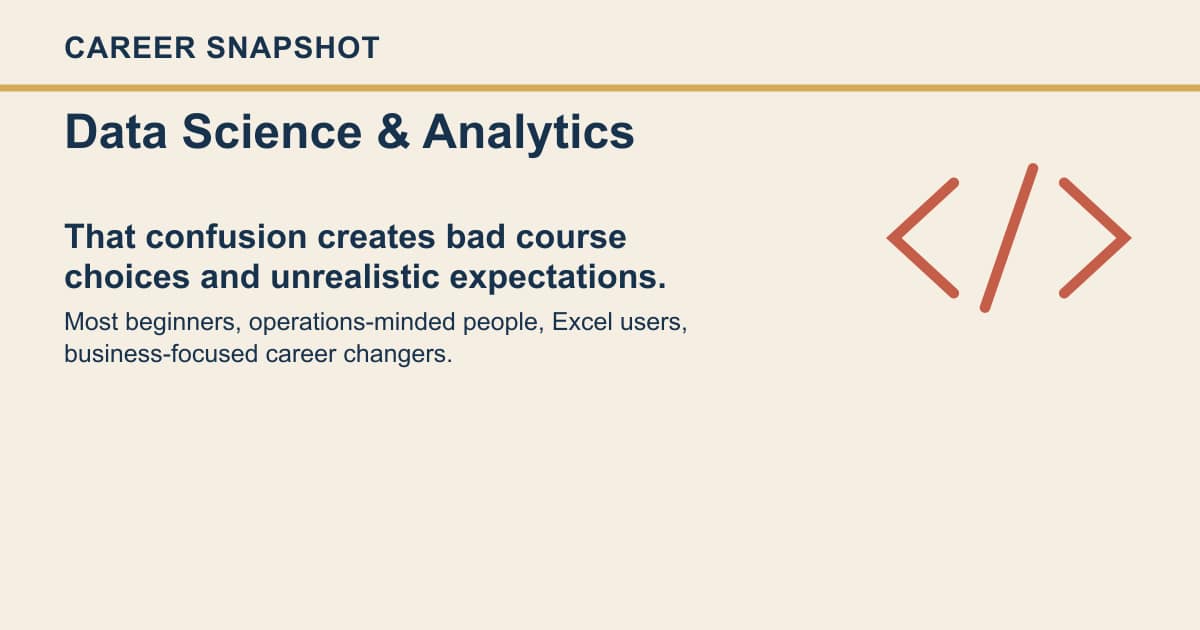 CAREER SNAPSHOT
Data Science & Analytics
That confusion creates bad course
choices and unrealistic expectations.
Most beginners, operations-minded people, Excel users,
business-focused career changers.